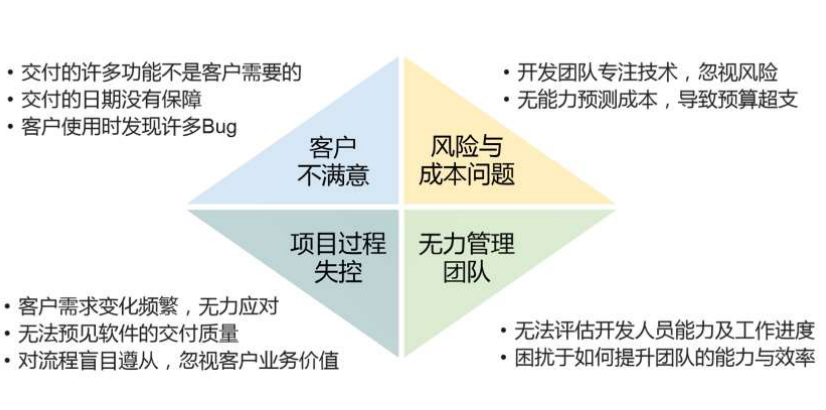 • 交付的许多功能不是客户需要的
• 交付的日期没有保障
• 客户使用时发现许多Bug
• 开发团队专注技术，忽视风险
• 无能力预测成本，导致预算超支
客户
不满意
风险与
成本问题
项目过程
失控
无力管理
团队
• 客户需求变化频繁，无力应对
• 无法预见软件的交付质量
• 对流程盲目遵从，忽视客户业务价值
• 无法评估开发人员能力及工作进度
• 困扰于如何提升团队的能力与效率